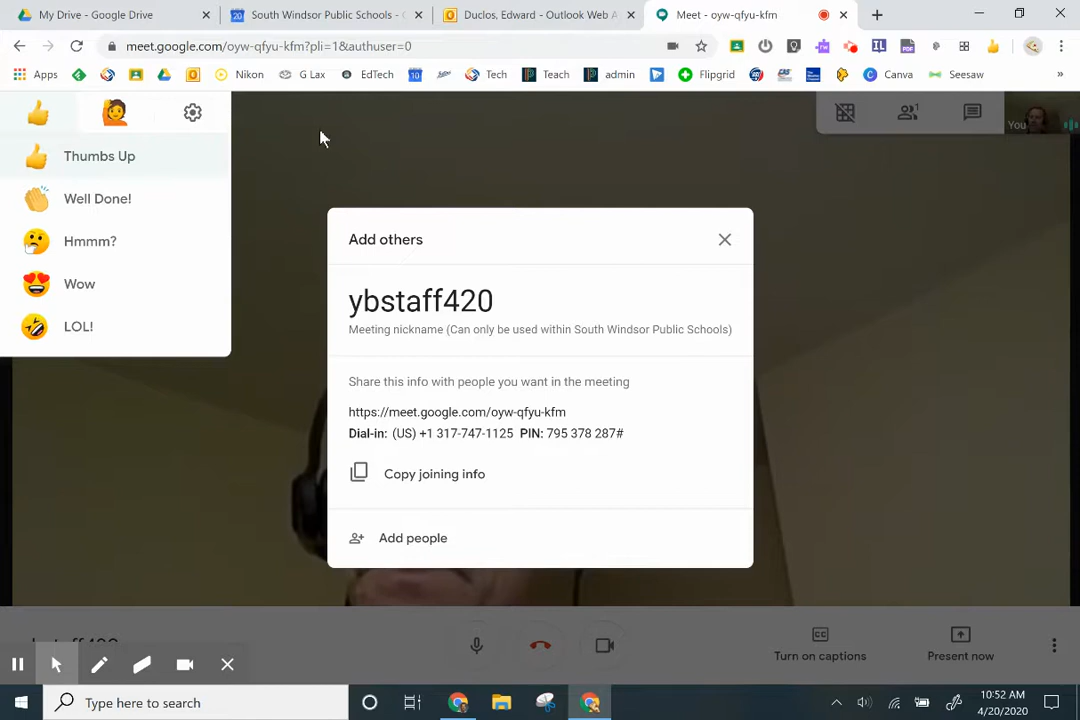 My Drive - Google Drive
South Windsor Public Schools -
Duclos, Edward - Outlook Web A
Meet - oyw-qfyu-kfm
meet.google.com/oyw-qfyu-kfm?pli=1&authuser=0
Apps
Nikon
G Lax
EdTech
Tech
Teach
admin
Flipgrid
Canva
Seesaw
»
Thumbs Up
Well Done!
Hmmm?
Wow
LOL!
1
You
Add others
ybstaff420
Meeting nickname (Can only be used within South Windsor Public Schools)
Share this info with people you want in the meeting
https://meet.google.com/oyw-qfyu-kfm
Dial-in: (US) +1 317-747-1125 PIN: 795 378 287#
Copy joining info
Add people
Turn on captions
Present now
Type here to search
10:52 AM
4/20/2020